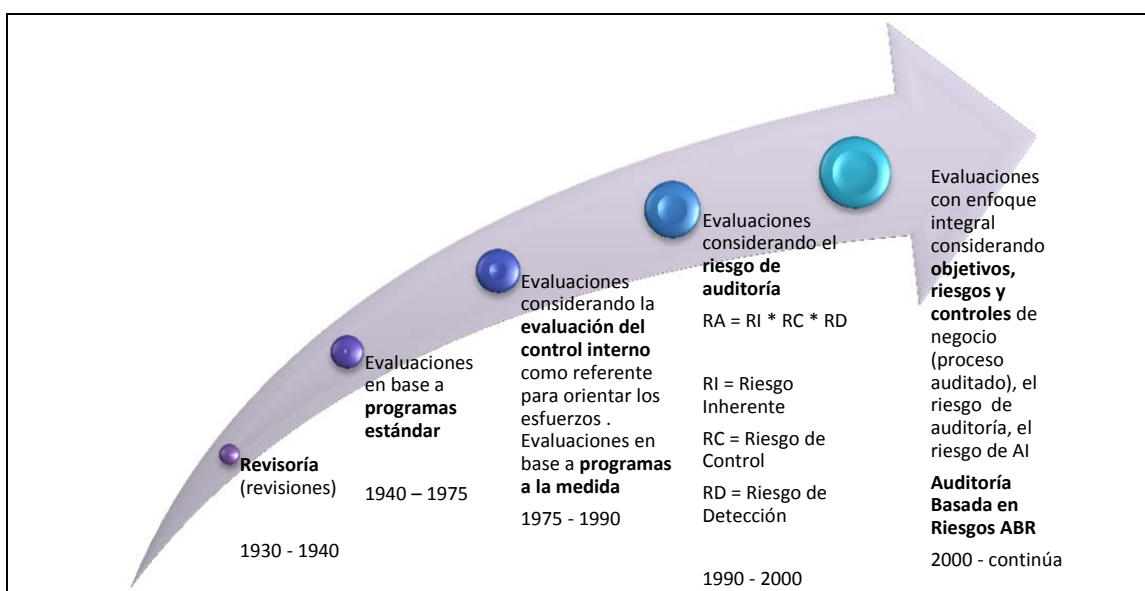 Revisoría
(revisiones)
1930 - 1940
Evaluaciones
en base a
programas
estándar
1940 – 1975
Evaluaciones
considerando la
evaluación del
control interno
como referente
para orientar los
esfuerzos .
Evaluaciones en
base a programas
a la medida
1975 - 1990
Evaluaciones
considerando el
riesgo de
auditoría
RA = RI * RC * RD
RI = Riesgo
Inherente
RC = Riesgo de
Control
RD = Riesgo de
Detección
1990 - 2000
Evaluaciones
con enfoque
integral
considerando
objetivos,
riesgos y
controles de
negocio
(proceso
auditado), el
riesgo de
auditoría, el
riesgo de AI
Auditoría
Basada en
Riesgos ABR
2000 - continúa